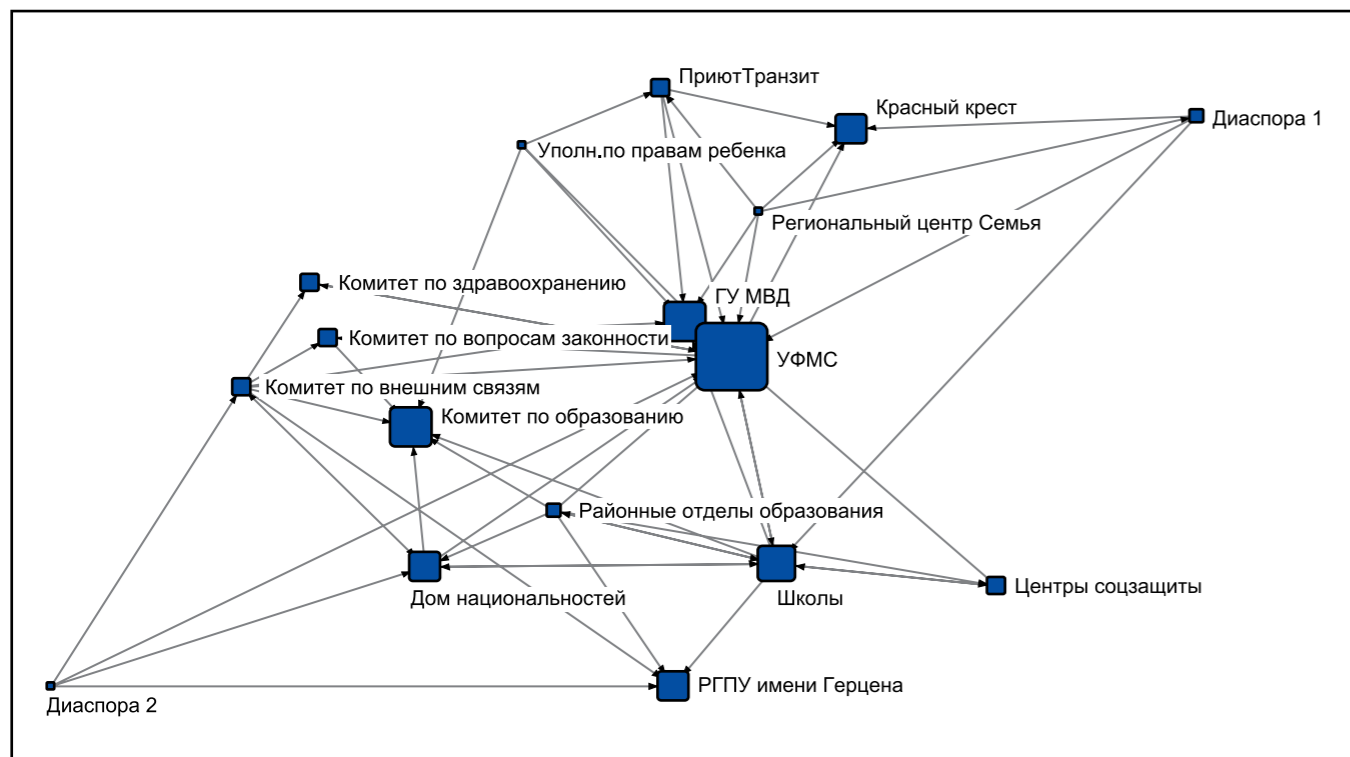 ПриютТранзит
Красный крест
Диаспора 1
Уполн.по правам ребенка
Региональный центр Семья
Комитет по здравоохранению
ГУ МВД
Комитет по вопросам законности
УФМС
Комитет по внешним связям
Комитет по образованию
Районные отделы образования
Центры соцзащиты
Дом национальностей
Школы
РГПУ имени Герцена
Диаспора 2